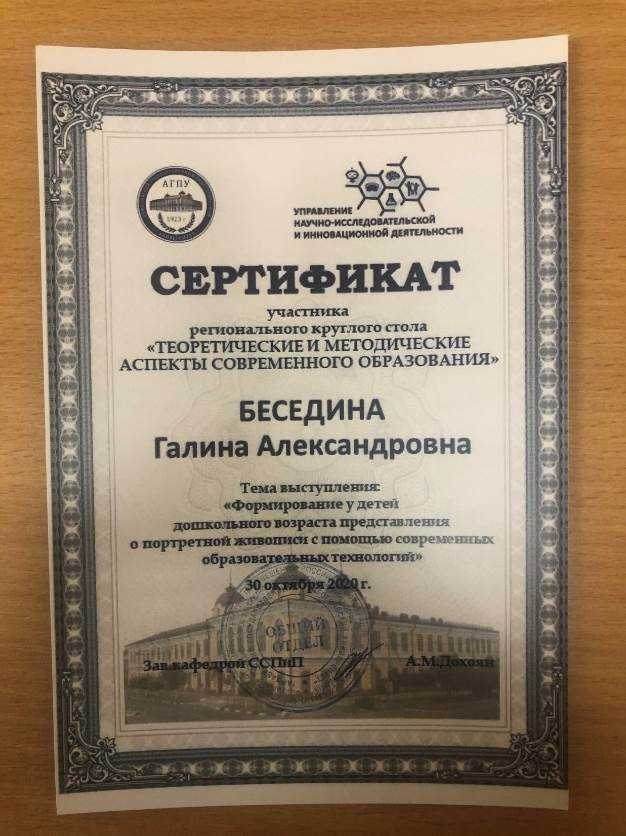 АГПУ
1923 г.
УПРАВЛЕНИЕ
НАУЧНО-ИССЛЕДОВАТЕЛЬСКОЙ
И ИННОВАЦИОННОЙ ДЕЯТЕЛЬНОСТИ
СЕРТИФИКАТ
участника
регионального круглого стола
«ТЕОРЕТИЧЕСКИЕ И МЕТОДИЧЕСКИЕ
АСПЕКТЫ СОВРЕМЕННОГО ОБРАЗОВАНИЯ»
БЕСЕДИНА
Галина Александровна
Тема выступления:
«Формирование у детей
дошкольного возраста представления
о портретной живописи с помощью современных
образовательных технологий»
30 октября 2020 г.
ОБЩИЙ
ОТДЕЛ
Зав.кафедрой ССПиП А.М.Дохоян